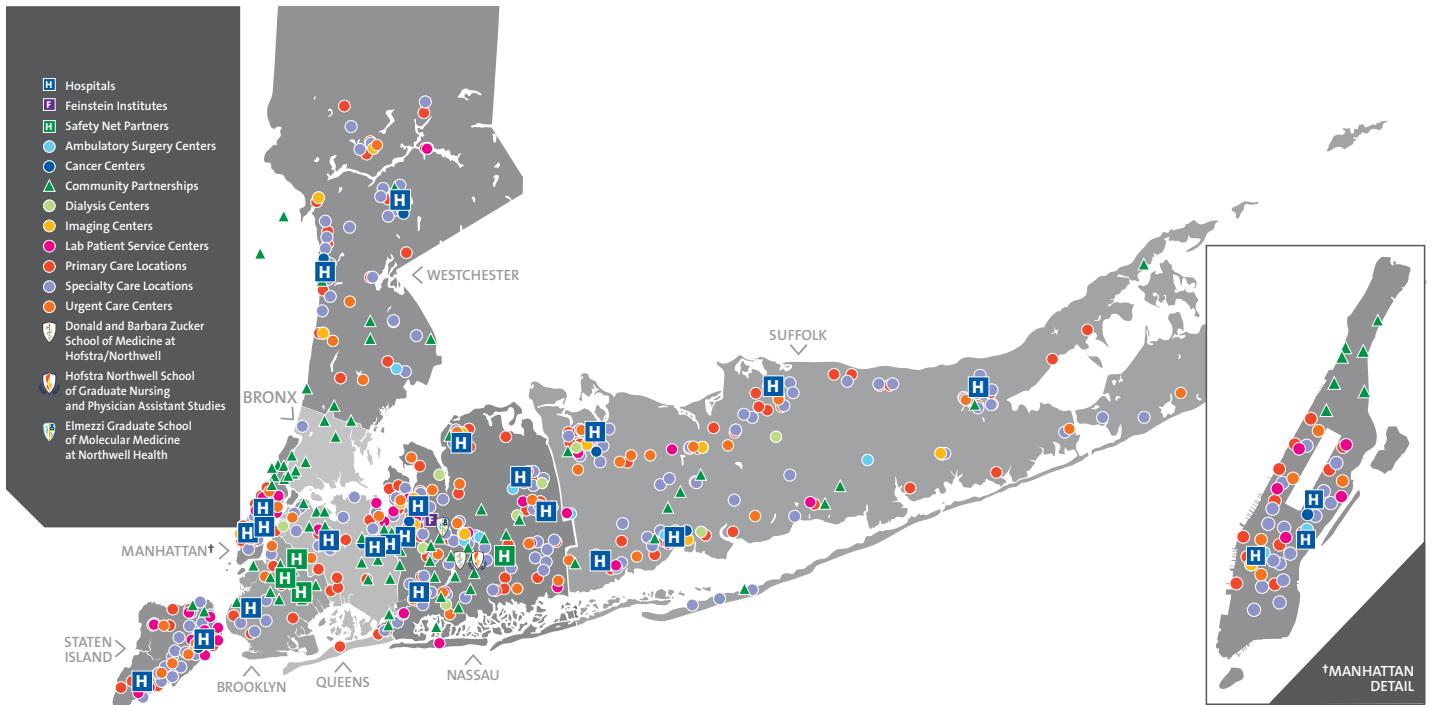 Hospitals
Feinstein Institutes
Safety Net Partners
Ambulatory Surgery Centers
Cancer Centers
Community Partnerships
Dialysis Centers
Imaging Centers
Lab Patient Service Centers
Primary Care Locations
Specialty Care Locations
Urgent Care Centers
Donald and Barbara Zucker
School of Medicine at
Hofstra/Northwell
Hofstra Northwell School
of Graduate Nursing
and Physician Assistant Studies
Elmezzi Graduate School
of Molecular Medicine
at Northwell Health
WESTCHESTER
SUFFOLK
BRONX
MANHATTAN†
STATEN
ISLAND
BROOKLYN
QUEENS
NASSAU
†MANHATTAN
DETAIL